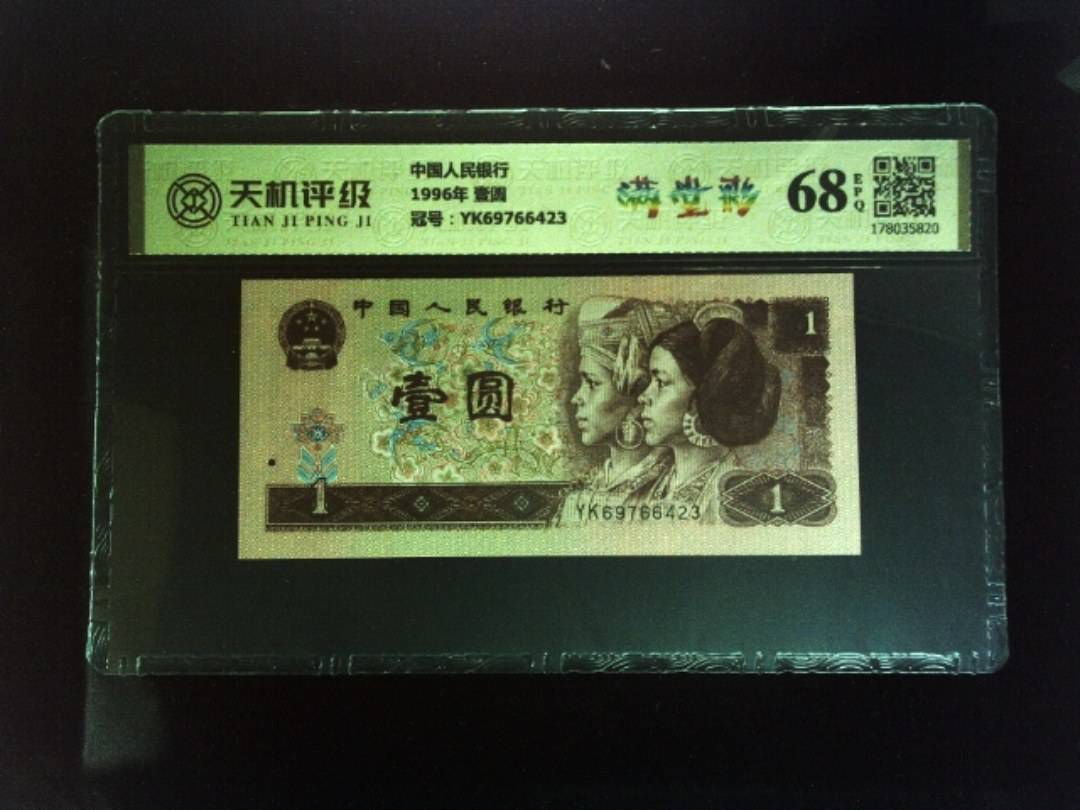 天机评级
TIAN JI PING JI
中国人民银行
1996年 壹圆
冠号：YK69766423
满堂彩
68
EPQ
178035820
中国人民银行
1
壹圆
1
YK69766423
1